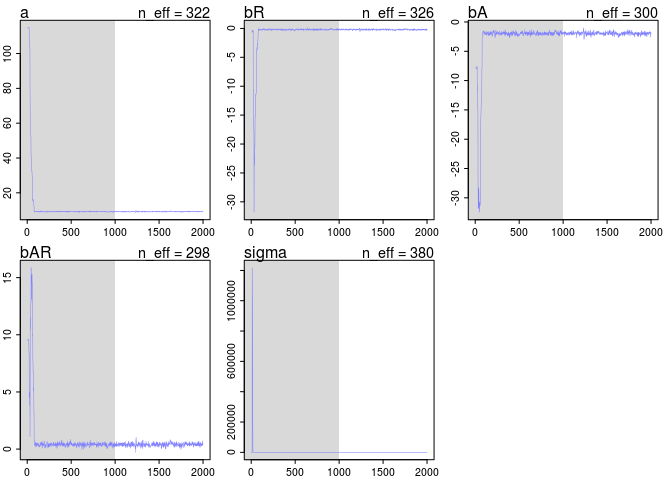 a n_eff = 322
20 40 60 80 100
0 500 1000 1500 2000
bR n_eff = 326
-30 -25 -20 -15 -10 -5 0
0 500 1000 1500 2000
bA n_eff = 300
-30 -25 -20 -15 -10 -5 0
0 500 1000 1500 2000
bAR n_eff = 298
0 5 10 15
0 500 1000 1500 2000
sigma n_eff = 380
0 200000 600000 1000000
0 500 1000 1500 2000